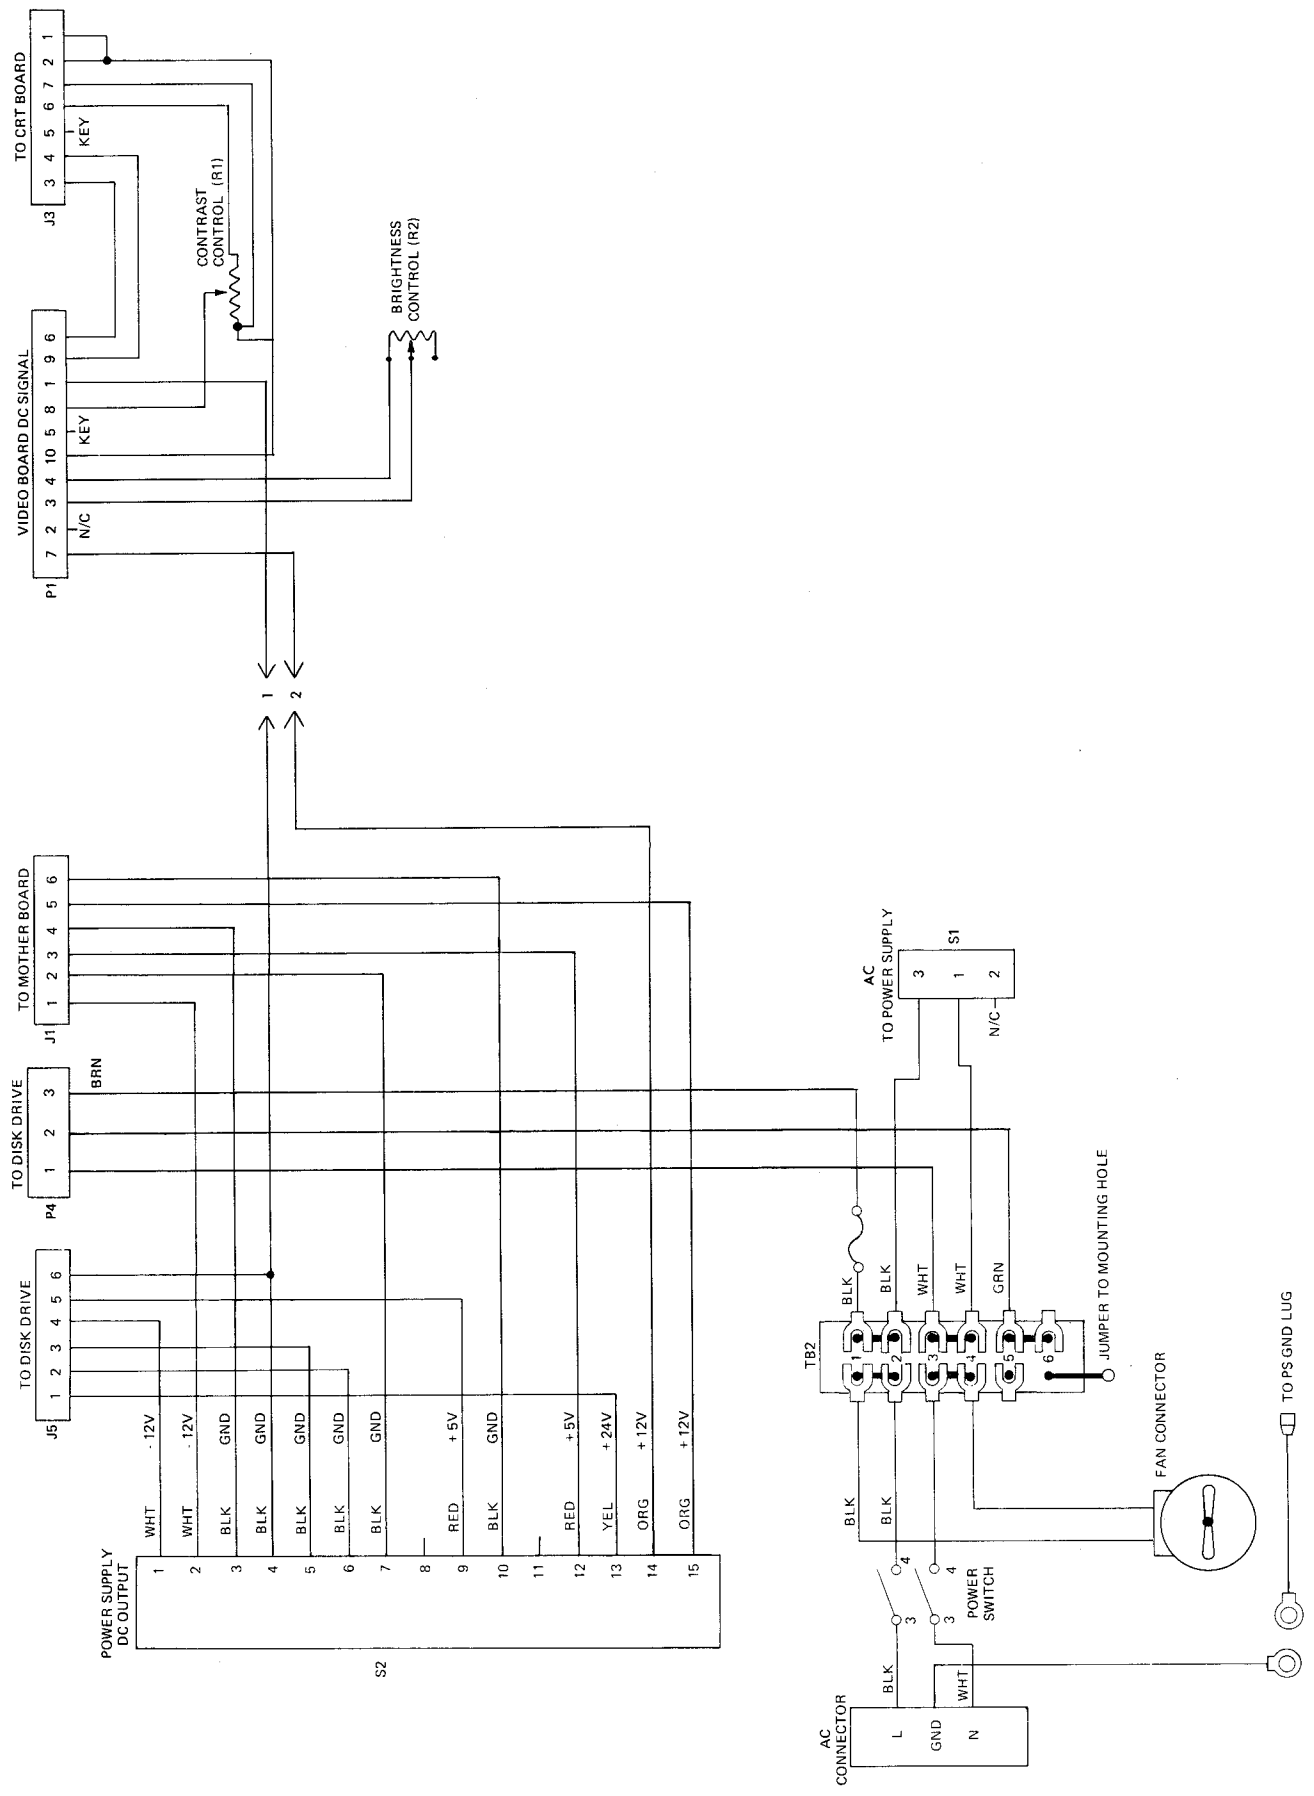 TO CRT BOARD
1
2
7
6
5
4
3
KEY
J3
CONTRAST
CONTROL (R1)
BRIGHTNESS
CONTROL (R2)
VIDEO BOARD DC SIGNAL
6
9
1
8
5
10
4
3
2
7
KEY
N/C
P1
1
2
TO MOTHER BOARD
6
5
4
3
2
1
J1
TO DISK DRIVE
3
2
1
BRN
P4
TO DISK DRIVE
6
5
4
3
2
1
J5
POWER SUPPLY
DC OUTPUT
S2
1 WHT - 12V
2 WHT - 12V
3 BLK GND
4 BLK GND
5 BLK GND
6 BLK GND
7 BLK GND
8
9 RED + 5V
10 BLK GND
11
12 RED + 5V
13 YEL + 24V
14 ORG + 12V
15 ORG + 12V
AC
TO POWER SUPPLY
3
1
2
N/C
S1
BLK
BLK
WHT
WHT
GRN
TB2
1
2
3
4
5
6
JUMPER TO MOUNTING HOLE
BLK
BLK
FAN CONNECTOR
TO PS GND LUG
4
3
4
3
POWER
SWITCH
BLK
WHT
AC
CONNECTOR
L
GND
N